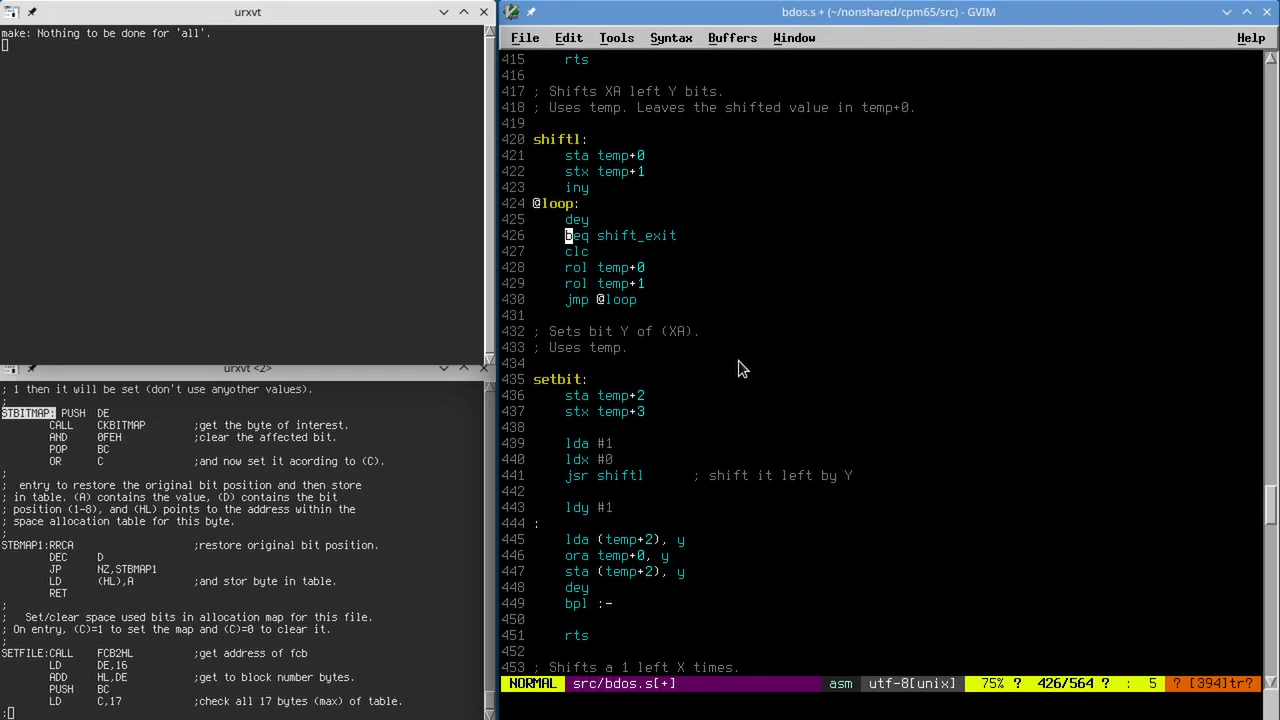 urxvt
make: Nothing to be done for 'all'.
urxvt <2>
; 1 then it will be set (don't use anyother values).
;
STBITMAP: PUSH DE
CALL CKBITMAP ;get the byte of interest.
AND 0FEH ;clear the affected bit.
POP BC
OR C ;and now set it acording to (C).
;
; entry to restore the original bit position and then store
; in table. (A) contains the value, (D) contains the bit
; position (1-8), and (HL) points to the address within the
; space allocation table for this byte.
;
STBMAP1:RRCA ;restore original bit position.
DEC D
JP NZ,STBMAP1
LD (HL),A ;and stor byte in table.
RET
;
; Set/clear space used bits in allocation map for this file.
; On entry, (C)=1 to set the map and (C)=0 to clear it.
;
SETFILE:CALL FCB2HL ;get address of fcb
LD DE,16
ADD HL,DE ;get to block number bytes.
PUSH BC
LD C,17 ;check all 17 bytes (max) of table.
:
bdos.s + (~/nonshared/cpm65/src) - GVIM
File Edit Tools Syntax Buffers Window Help
415 rts
416
417 ; Shifts XA left Y bits.
418 ; Uses temp. Leaves the shifted value in temp+0.
419
420 shiftl:
421 sta temp+0
422 stx temp+1
423 iny
424 @loop:
425 dey
426 beq shift_exit
427 clc
428 rol temp+0
429 rol temp+1
430 jmp @loop
431
432 ; Sets bit Y of (XA).
433 ; Uses temp.
434
435 setbit:
436 sta temp+2
437 stx temp+3
438
439 lda #1
440 ldx #0
441 jsr shiftl ; shift it left by Y
442
443 ldy #1
444 :
445 lda (temp+2), y
446 ora temp+0, y
447 sta (temp+2), y
448 dey
449 bpl :-
450
451 rts
452
453 ; Shifts a 1 left X times.
NORMAL src/bdos.s[+] asm utf-8[unix] 75% ? 426/564 ? : 5 ? [394]tr?